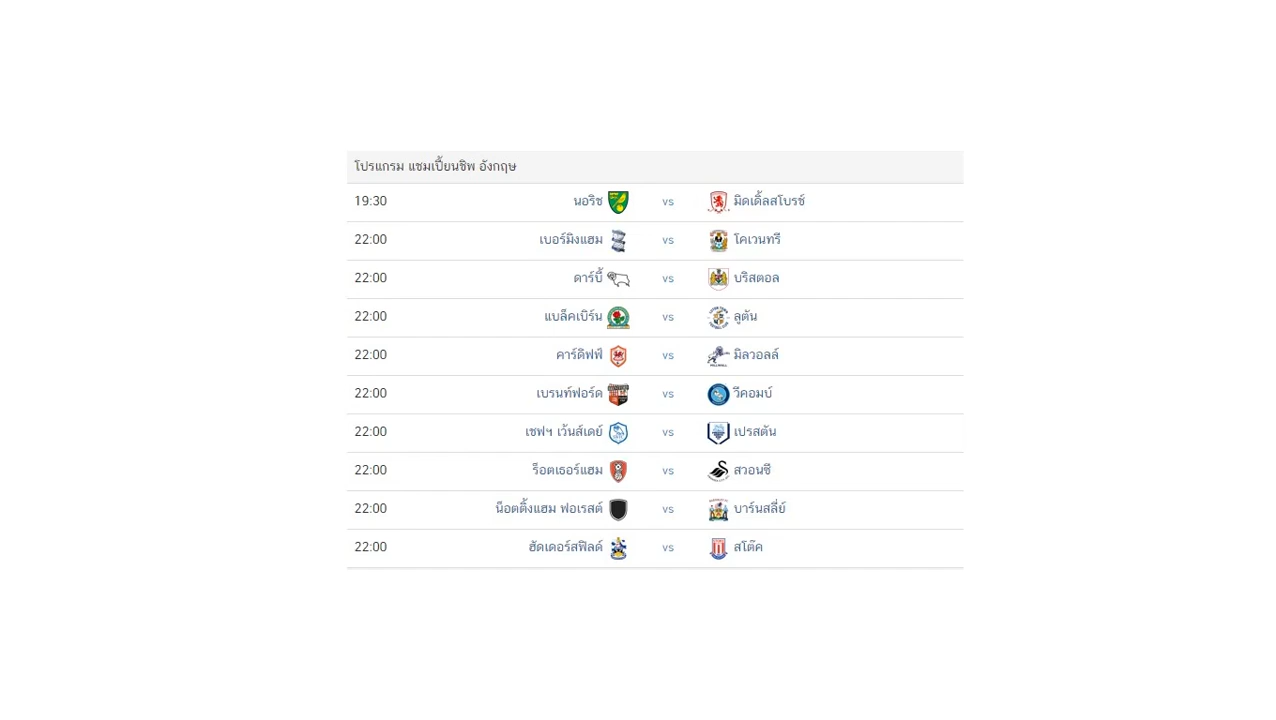 โปรแกรม แชมเปี้ยนชิพ อังกฤษ
19:30 นอริช vs มิดเดิ้ลสโบรช์
22:00 เบอร์มิงแฮม vs โคเวนทรี
22:00 ดาร์บี้ vs บริสตอล
22:00 แบล็คเบิร์น vs ลูตัน
22:00 คาร์ดิฟฟ์ vs มิลวอลล์
22:00 เบรนท์ฟอร์ด vs วีคอมบ์
22:00 เชฟฯ เว้นส์เดย์ vs เปรสตัน
22:00 ร็อตเธอร์แฮม vs สวอนซี
22:00 น็อตติ้งแฮม ฟอเรสต์ vs บาร์นสลี่ย์
22:00 ฮัดเดอร์สฟิลด์ vs สโต๊ค